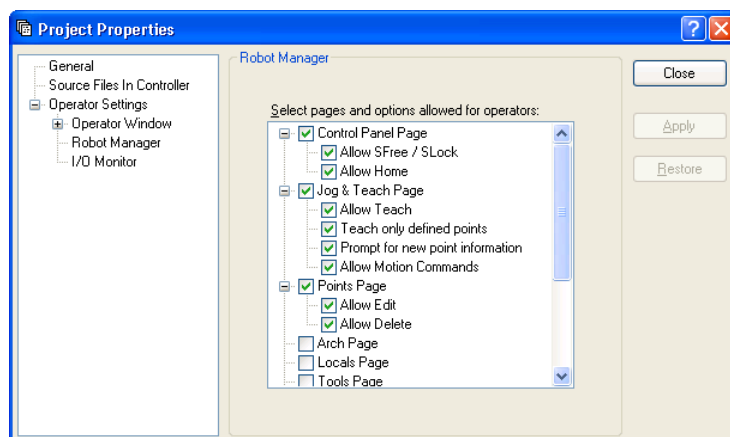 Project Properties
General
Source Files In Controller
Operator Settings
Operator Window
Robot Manager
I/O Monitor
Robot Manager
Select pages and options allowed for operators:
Control Panel Page
Allow SFree / SLock
Allow Home
Jog & Teach Page
Allow Teach
Teach only defined points
Prompt for new point information
Allow Motion Commands
Points Page
Allow Edit
Allow Delete
Arch Page
Locals Page
Tools Page
Close
Apply
Restore